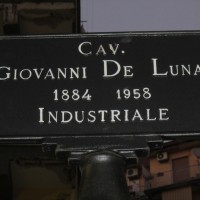 CAV.
GIOVANNI DE LUNA
1884 1958
INDUSTRIALE